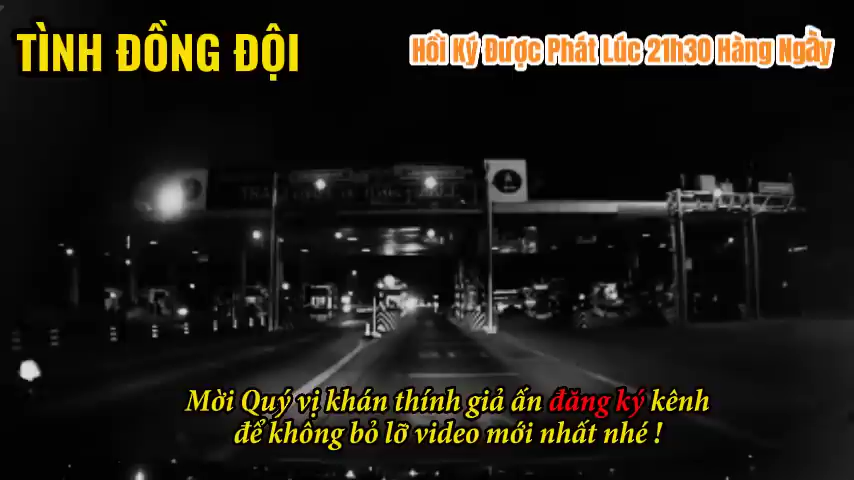 TÌNH ĐỒNG ĐỘI
Hồi Ký Được Phát Lúc 21h30 Hàng Ngày
Mời Quý vị khán thính giả ấn đăng ký kênh
để không bỏ lỡ video mới nhất nhé !